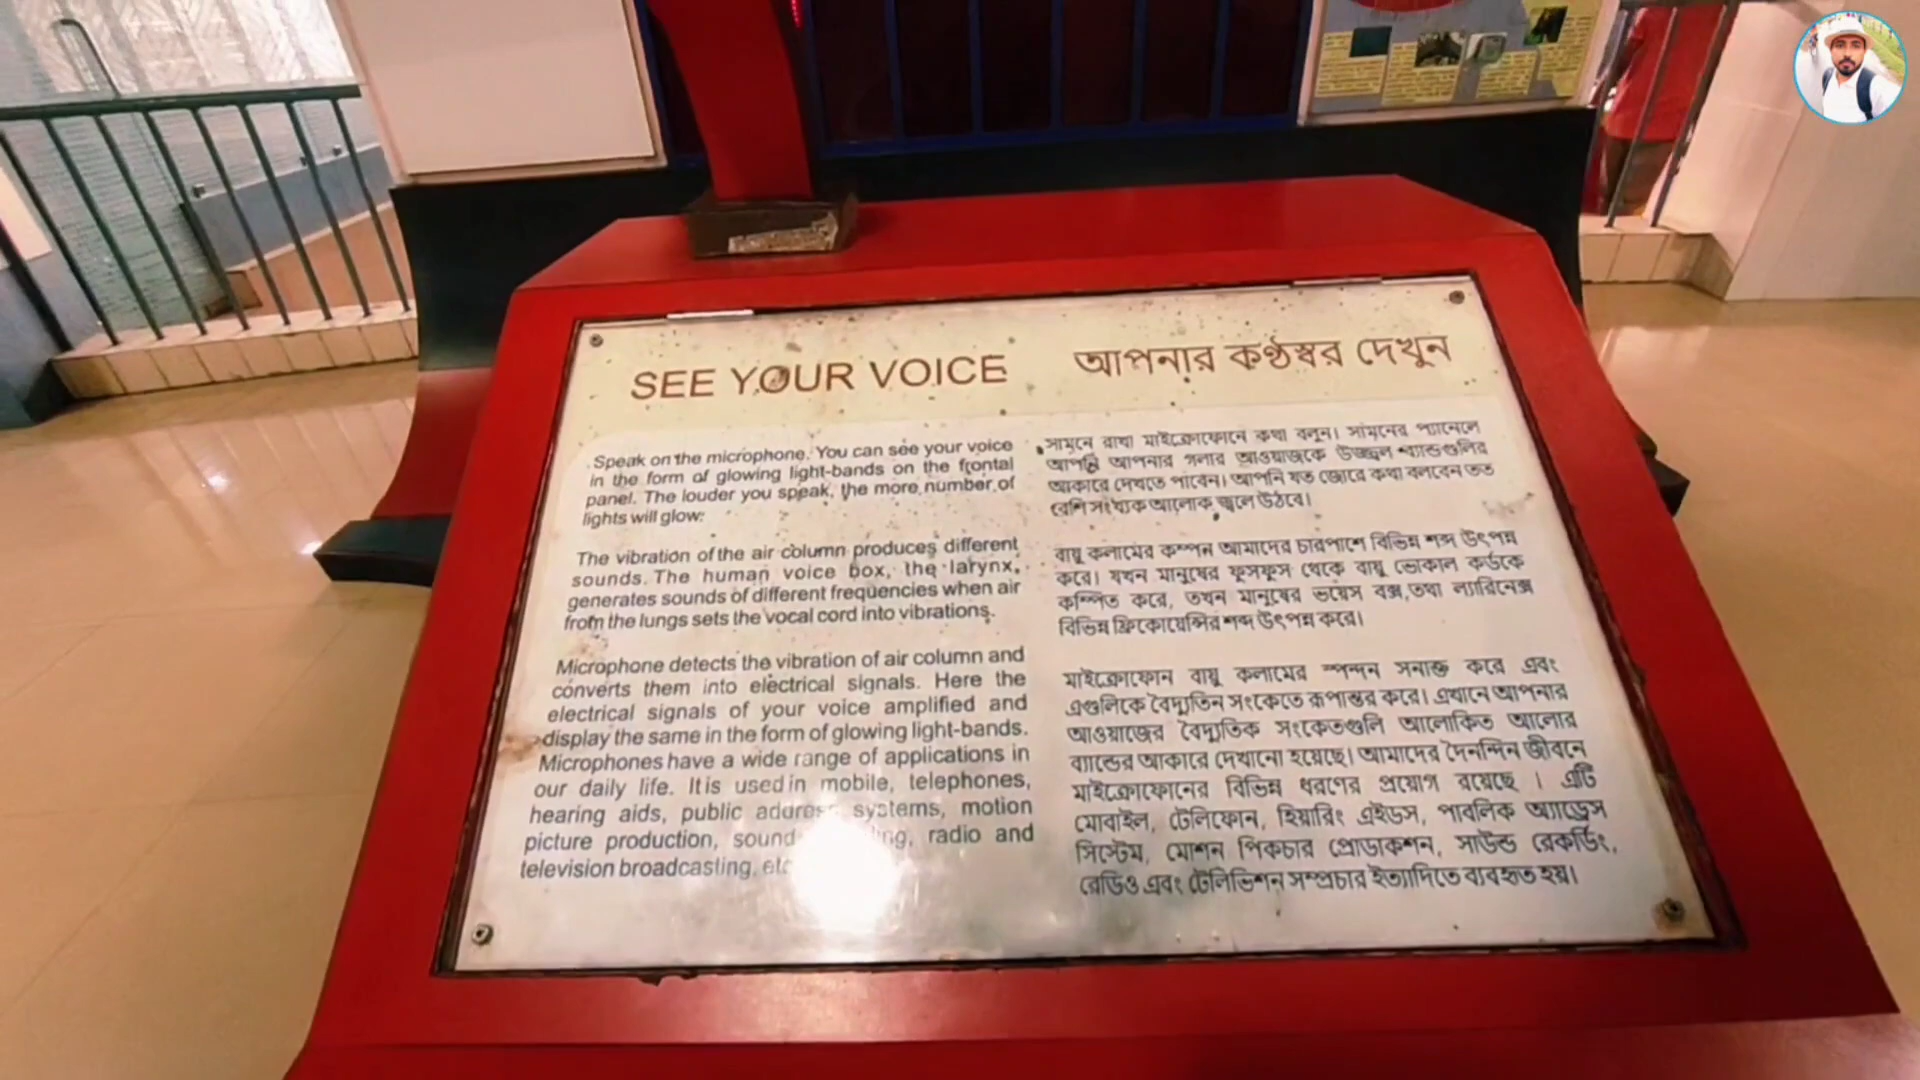 SEE YOUR VOICE
Speak on the microphone. You can see your voice
in the form of glowing light-bands on the frontal
panel. The louder you speak, the more number of
lights will glow.
The vibration of the air column produces different
sounds. The human voice box, the larynx,
generates sounds of different frequencies when air
from the lungs sets the vocal cord into vibrations.
Microphone detects the vibration of air column and
converts them into electrical signals. Here the
electrical signals of your voice amplified and
display the same in the form of glowing light-bands.
Microphones have a wide range of applications in
our daily life. It is used in mobile, telephones,
hearing aids, public address systems, motion
picture production, sound radio and
television broadcasting, etc
আপনার কণ্ঠস্বর দেখুন
সামনে রাখা মাইক্রোফোনে কথা বলুন। সামনের প্যানেলে
আপনি আপনার গলার আওয়াজকে উজ্জ্বল ব্যান্ডগুলির
আকারে দেখতে পাবেন। আপনি যত জোরে কথা বলবেন তত
বেশি সংখ্যক আলোক জ্বলে উঠবে।
বায়ু কলামের কম্পন আমাদের চারপাশে বিভিন্ন শব্দ উৎপন্ন
করে। যখন মানুষের ফুসফুস থেকে বায়ু ভোকাল কর্ডকে
কম্পিত করে, তখন মানুষের ভয়েস বক্স,তথা ল্যারিনেক্স
বিভিন্ন ফ্রিকোয়েন্সির শব্দ উৎপন্ন করে।
মাইক্রোফোন বায়ু কলামের স্পন্দন সনাক্ত করে এবং
এগুলিকে বৈদ্যুতিন সংকেতে রূপান্তর করে। এখানে আপনার
আওয়াজের বৈদ্যুতিক সংকেতগুলি আলোকিত আলোর
ব্যান্ডের আকারে দেখানো হয়েছে। আমাদের দৈনন্দিন জীবনে
মাইক্রোফোনের বিভিন্ন ধরণের প্রয়োগ রয়েছে । এটি
মোবাইল, টেলিফোন, হিয়ারিং এইডস, পাবলিক অ্যাড্রেস
সিস্টেম, মোশন পিকচার প্রোডাকশন, সাউন্ড রেকর্ডিং,
রেডিও এবং টেলিভিশন সম্প্রচার ইত্যাদিতে ব্যবহৃত হয়।